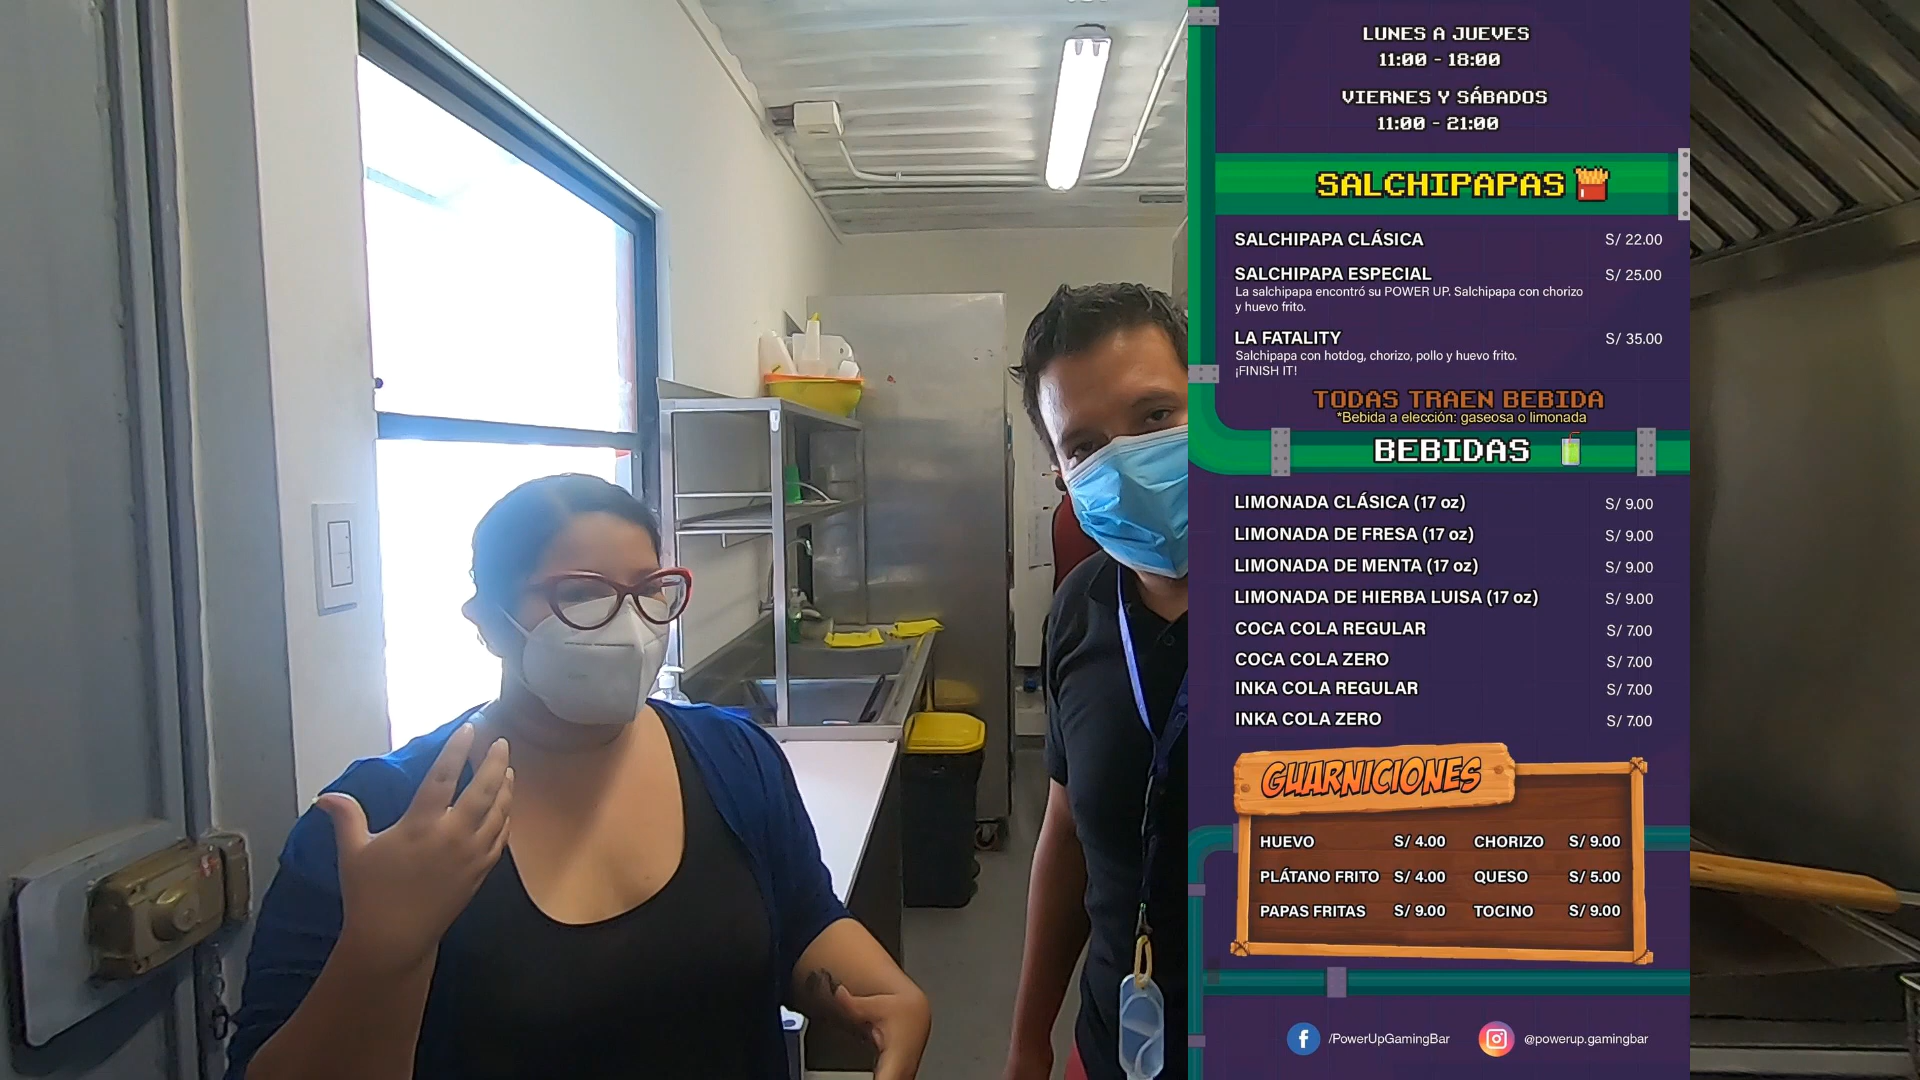 LUNES A JUEVES
11:00 - 18:00
VIERNES Y SÁBADOS
11:00 - 21:00
SALCHIPAPAS
SALCHIPAPA CLÁSICA S/ 22.00
SALCHIPAPA ESPECIAL S/ 25.00
La salchipapa encontró su POWER UP. Salchipapa con chorizo
y huevo frito.
LA FATALITY S/ 35.00
Salchipapa con hotdog, chorizo, pollo y huevo frito.
¡FINISH IT!
TODAS TRAEN BEBIDA
*Bebida a elección: gaseosa o limonada
BEBIDAS
LIMONADA CLÁSICA (17 oz) S/ 9.00
LIMONADA DE FRESA (17 oz) S/ 9.00
LIMONADA DE MENTA (17 oz) S/ 9.00
LIMONADA DE HIERBA LUISA (17 oz) S/ 9.00
COCA COLA REGULAR S/ 7.00
COCA COLA ZERO S/ 7.00
INKA COLA REGULAR S/ 7.00
INKA COLA ZERO S/ 7.00
GUARNICIONES
HUEVO S/ 4.00 CHORIZO S/ 9.00
PLÁTANO FRITO S/ 4.00 QUESO S/ 5.00
PAPAS FRITAS S/ 9.00 TOCINO S/ 9.00
/PowerUpGamingBar @powerup.gamingbar